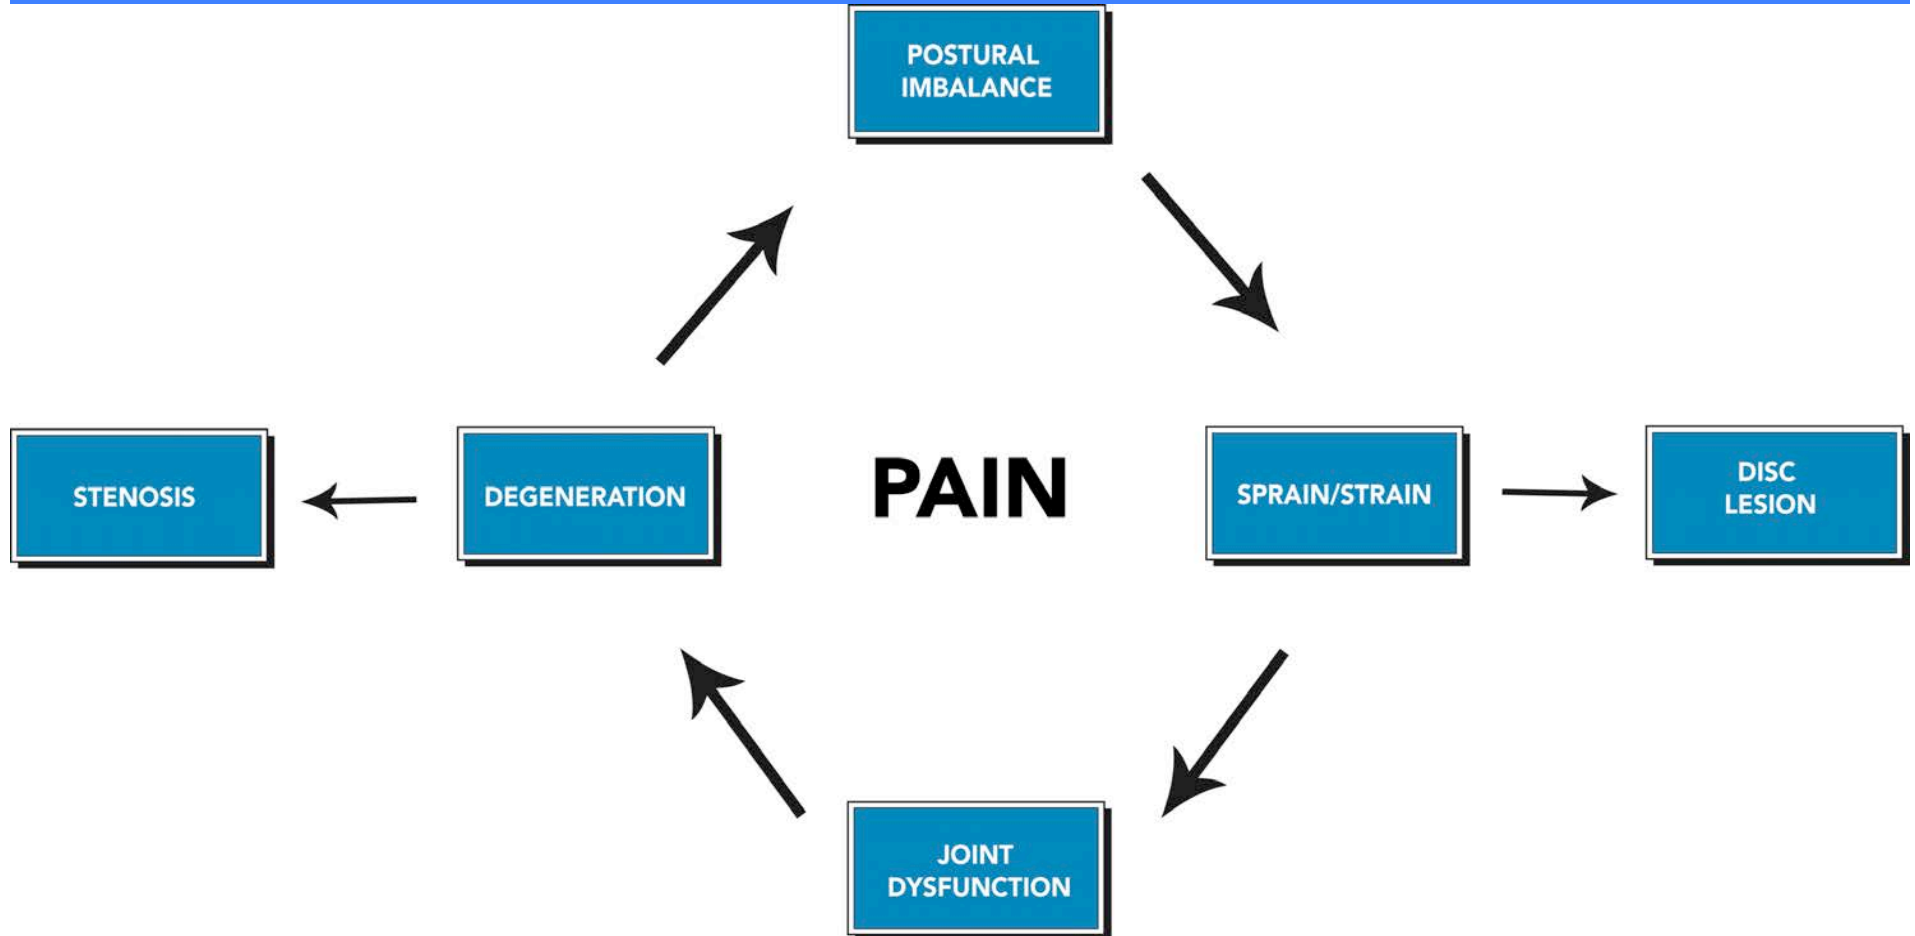 POSTURAL
IMBALANCE
STENOSIS
DEGENERATION
PAIN
SPRAIN/STRAIN
DISC
LESION
JOINT
DYSFUNCTION